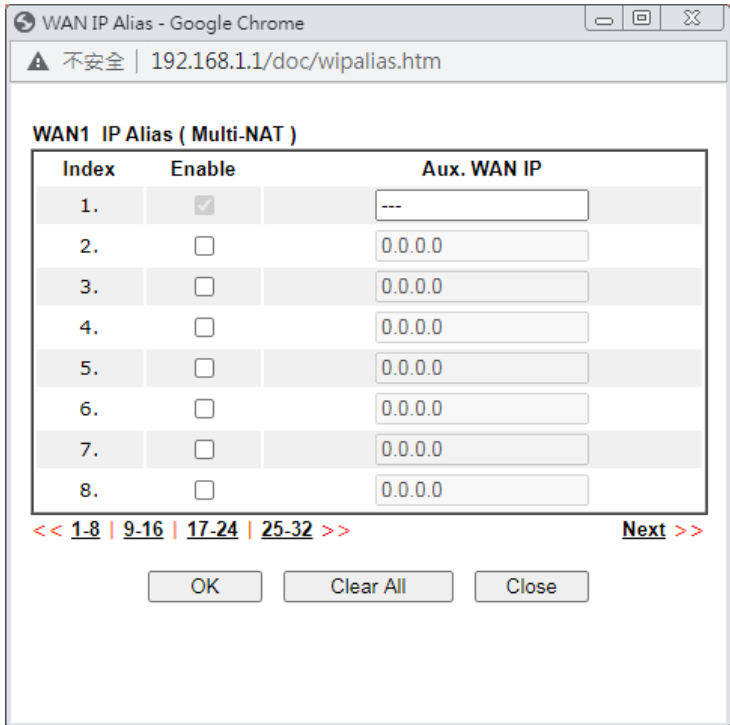 WAN IP Alias - Google Chrome
不安全 | 192.168.1.1/doc/wipalias.htm
WAN1 IP Alias ( Multi-NAT )
Index Enable Aux. WAN IP
1. ---
2. 0.0.0.0
3. 0.0.0.0
4. 0.0.0.0
5. 0.0.0.0
6. 0.0.0.0
7. 0.0.0.0
8. 0.0.0.0
<< 1-8 | 9-16 | 17-24 | 25-32 >> Next >>
OK Clear All Close